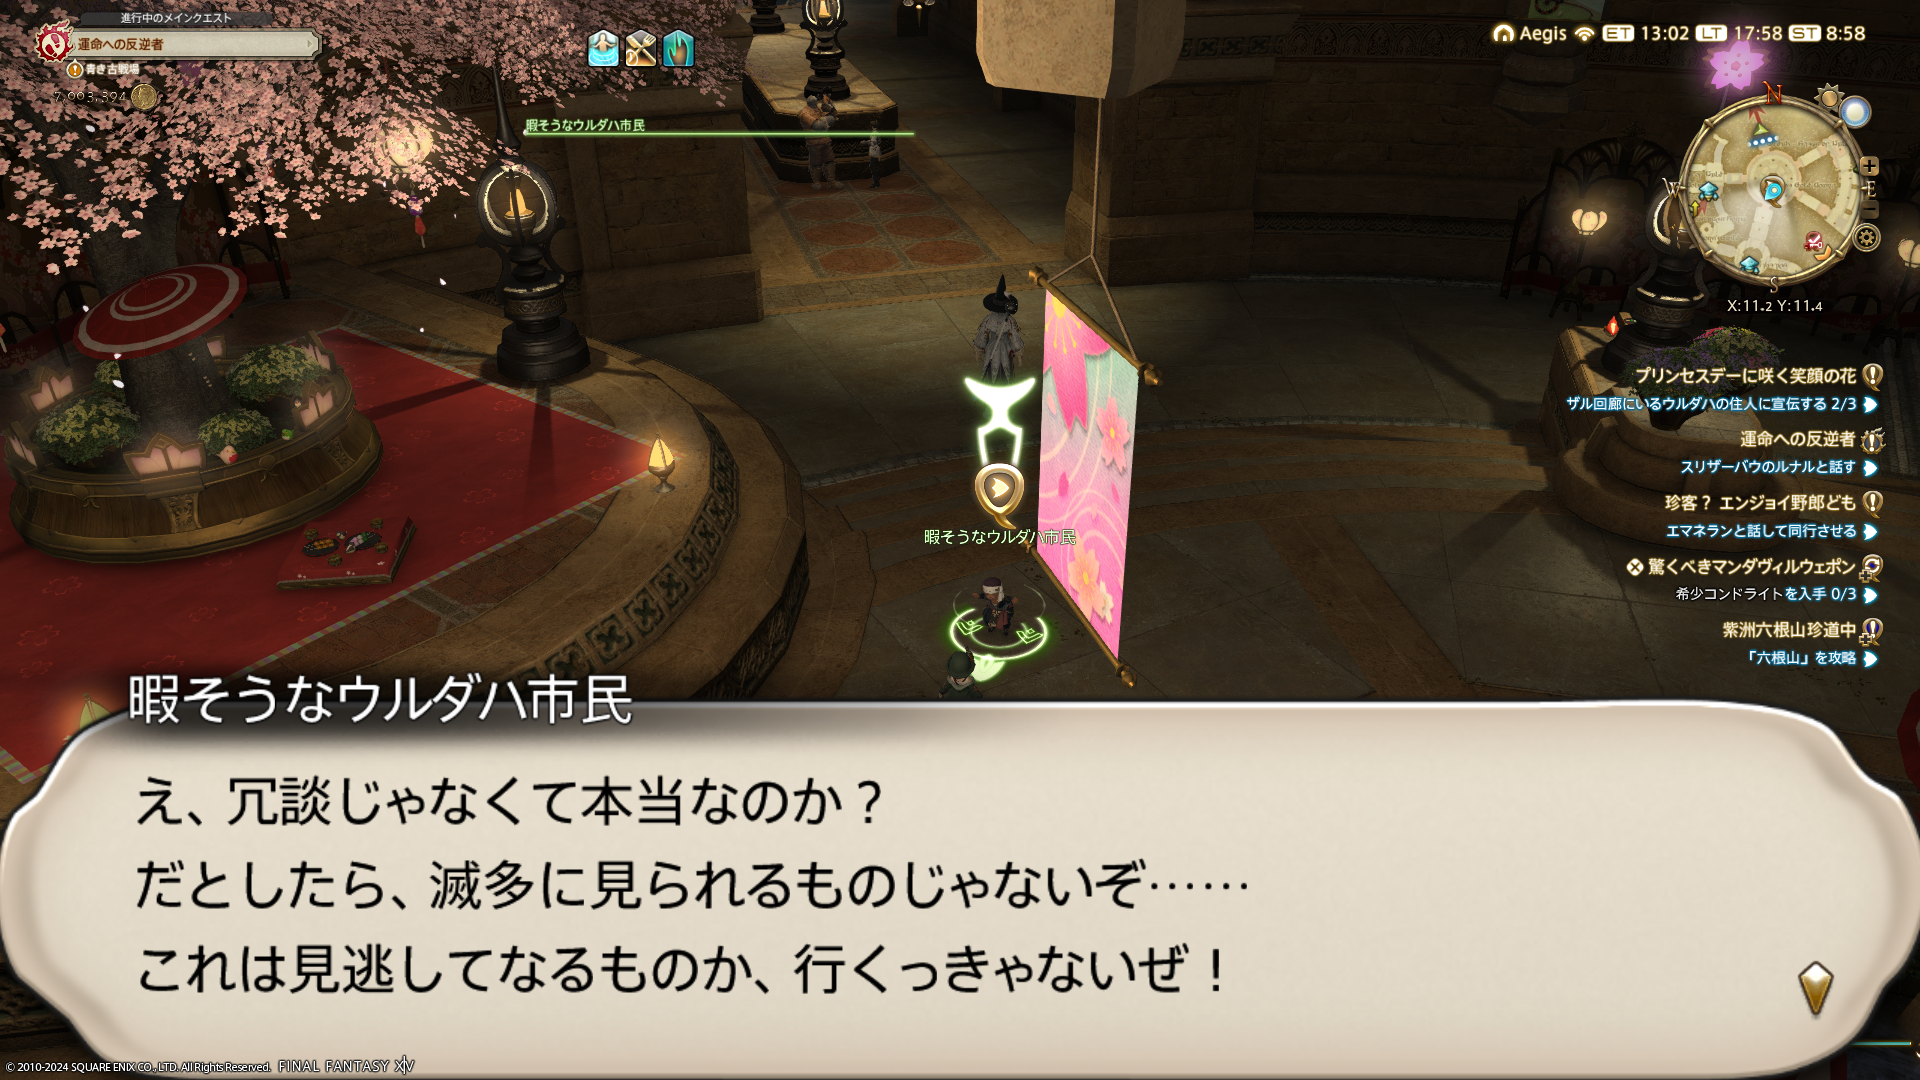 進行中のメインクエスト
運命への反逆者
青き古戦場
7,003,394
暇そうなウルダハ市民
Aegis ET 13:02 LT 17:58 ST 8:58
N
W
E
S
X:11.2 Y:11.4
プリンセスデーに咲く笑顔の花
ザル回廊にいるウルダハの住人に宣伝する 2/3
運命への反逆者
スリザーバウのルナルと話す
珍客？ エンジョイ野郎ども
エマネランと話して同行させる
驚くべきマンダヴィルウェポン
希少コンドライトを入手 0/3
紫洲六根山珍道中
「六根山」を攻略
暇そうなウルダハ市民
暇そうなウルダハ市民
え、冗談じゃなくて本当なのか？
だとしたら、滅多に見られるものじゃないぞ……
これは見逃してなるものか、行くっきゃないぜ！
© 2010-2024 SQUARE ENIX CO., LTD. All Rights Reserved. FINAL FANTASY XIV